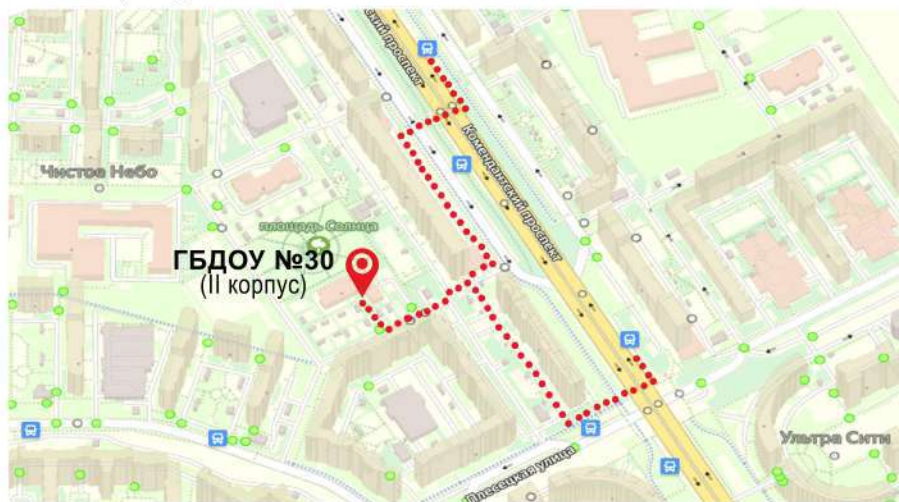 ский проспект
Комендантский проспект
Чистое Небо
площадь Солнца
ГБДОУ №30
(II корпус)
Ультра Сити
Плесецкая улица